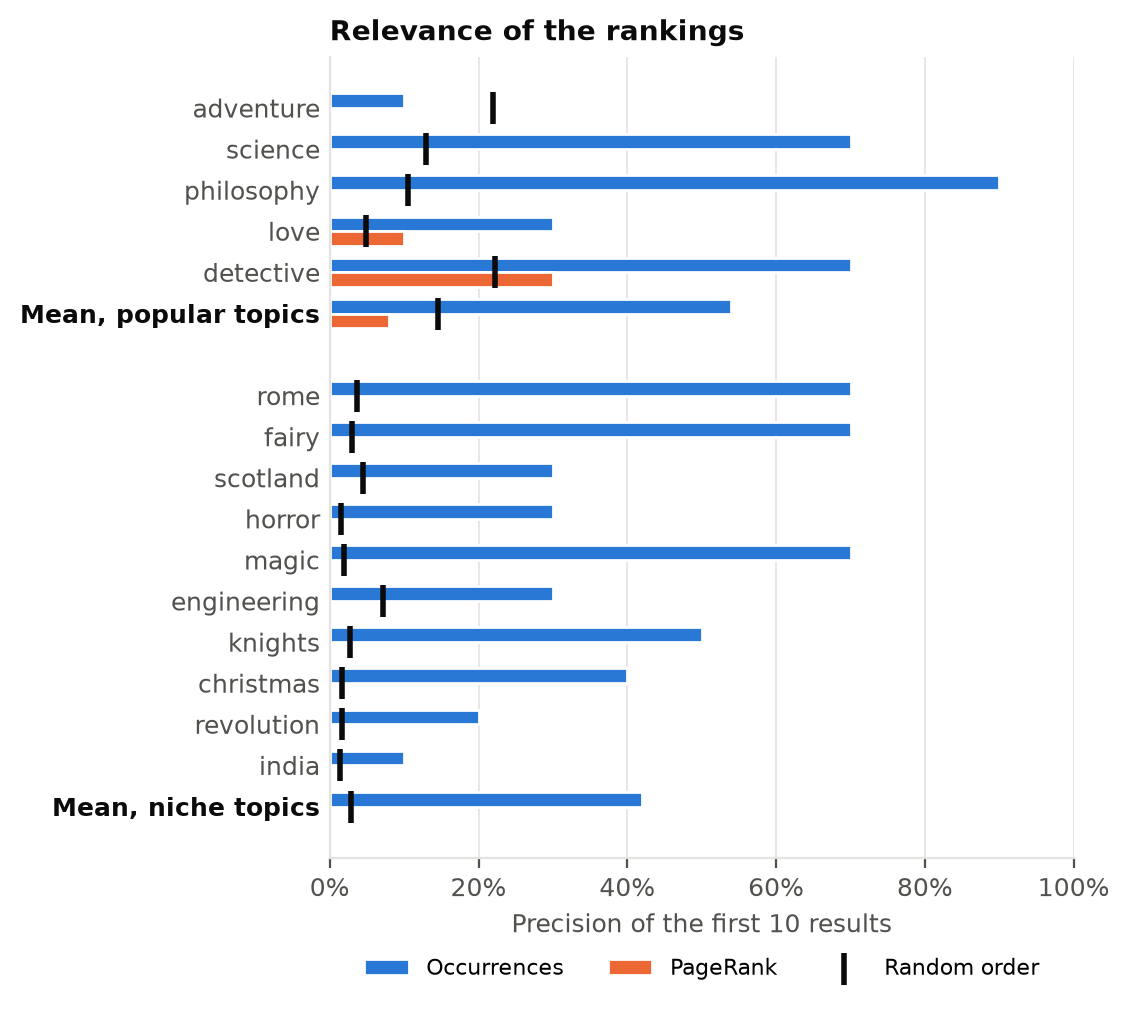 Relevance of the rankings
adventure
science
philosophy
love
detective
Mean, popular topics
rome
fairy
scotland
horror
magic
engineering
knights
christmas
revolution
india
Mean, niche topics
0% 20% 40% 60% 80% 100%
Precision of the first 10 results
Occurrences PageRank Random order